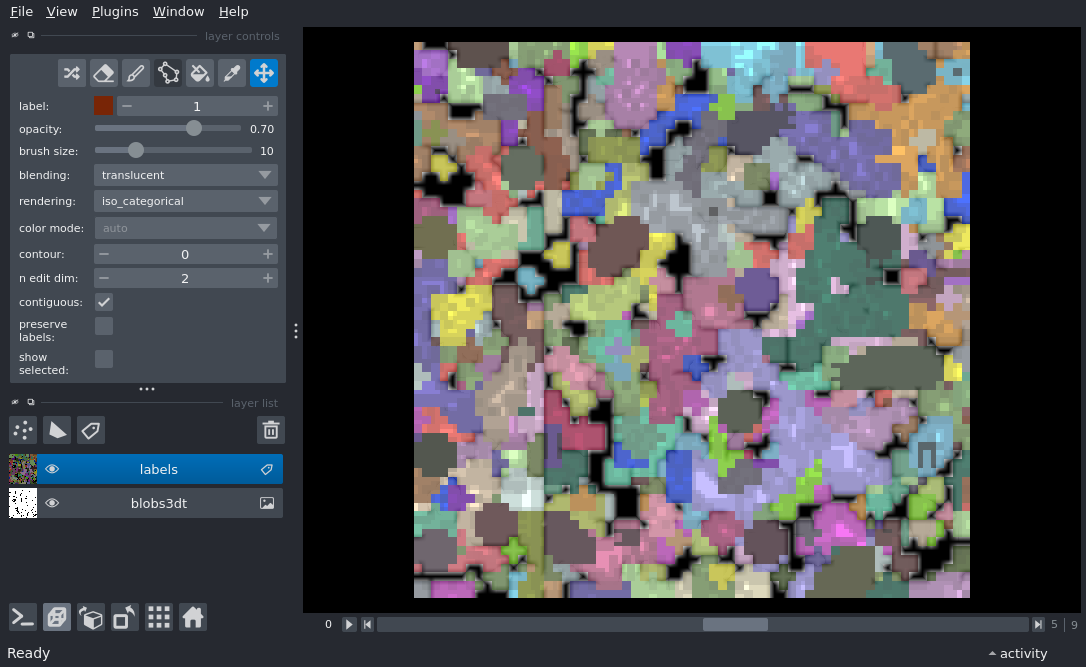 File View Plugins Window Help
layer controls
label: 1
opacity: 0.70
brush size: 10
blending: translucent
rendering: iso_categorical
color mode: auto
contour: 0
n edit dim: 2
contiguous:
preserve
labels:
show
selected:
layer list
labels
blobs3dt
0 5 | 9
Ready activity